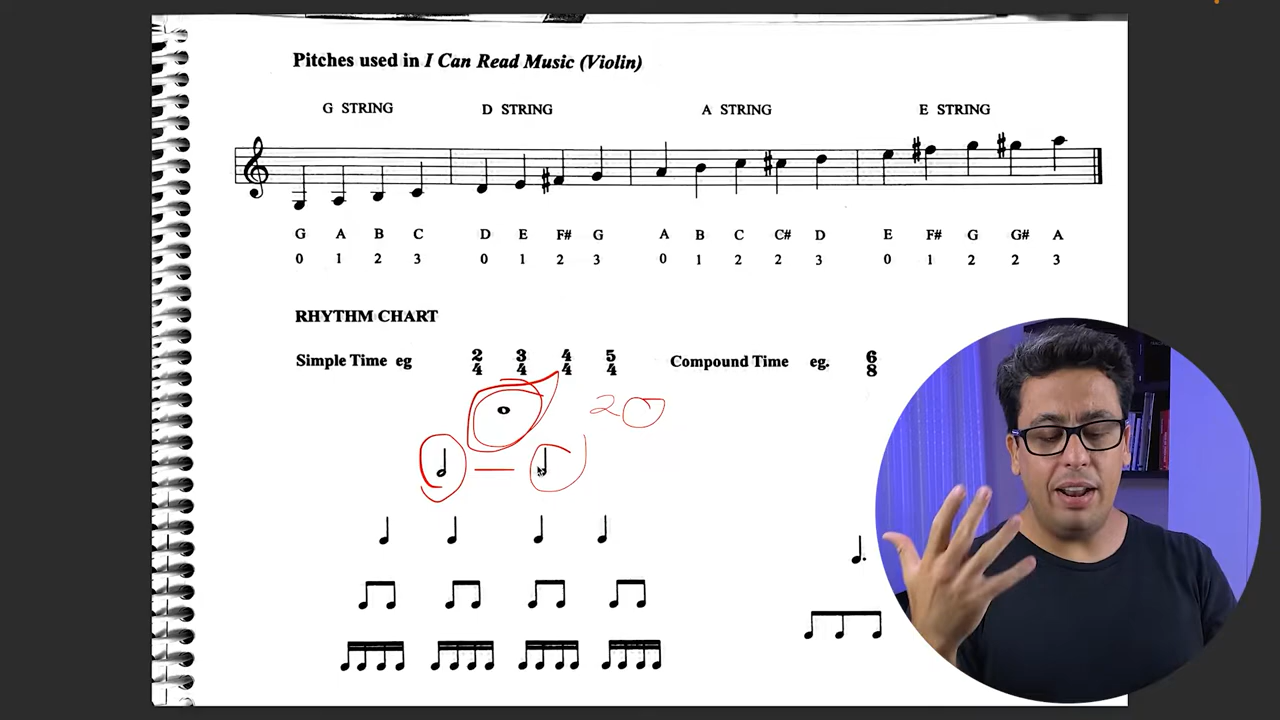 Pitches used in I Can Read Music (Violin)
G STRING D STRING A STRING E STRING
G A B C D E F# G A B C C# D E F# G G# A
0 1 2 3 0 1 2 3 0 1 2 2 3 0 1 2 2 3
RHYTHM CHART
Simple Time eg 2/4 3/4 4/4 5/4 Compound Time eg. 6/8
2